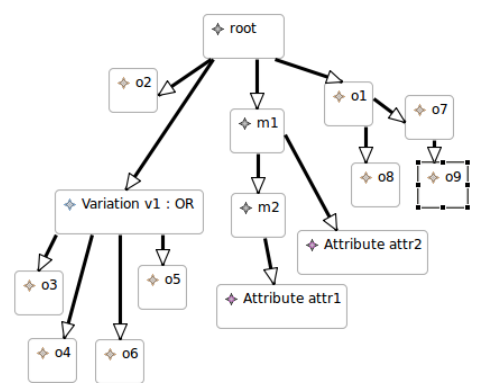 root
o2
o1
o7
m1
o8
o9
Variation v1 : OR
m2
Attribute attr2
o3
o5
Attribute attr1
o4
o6